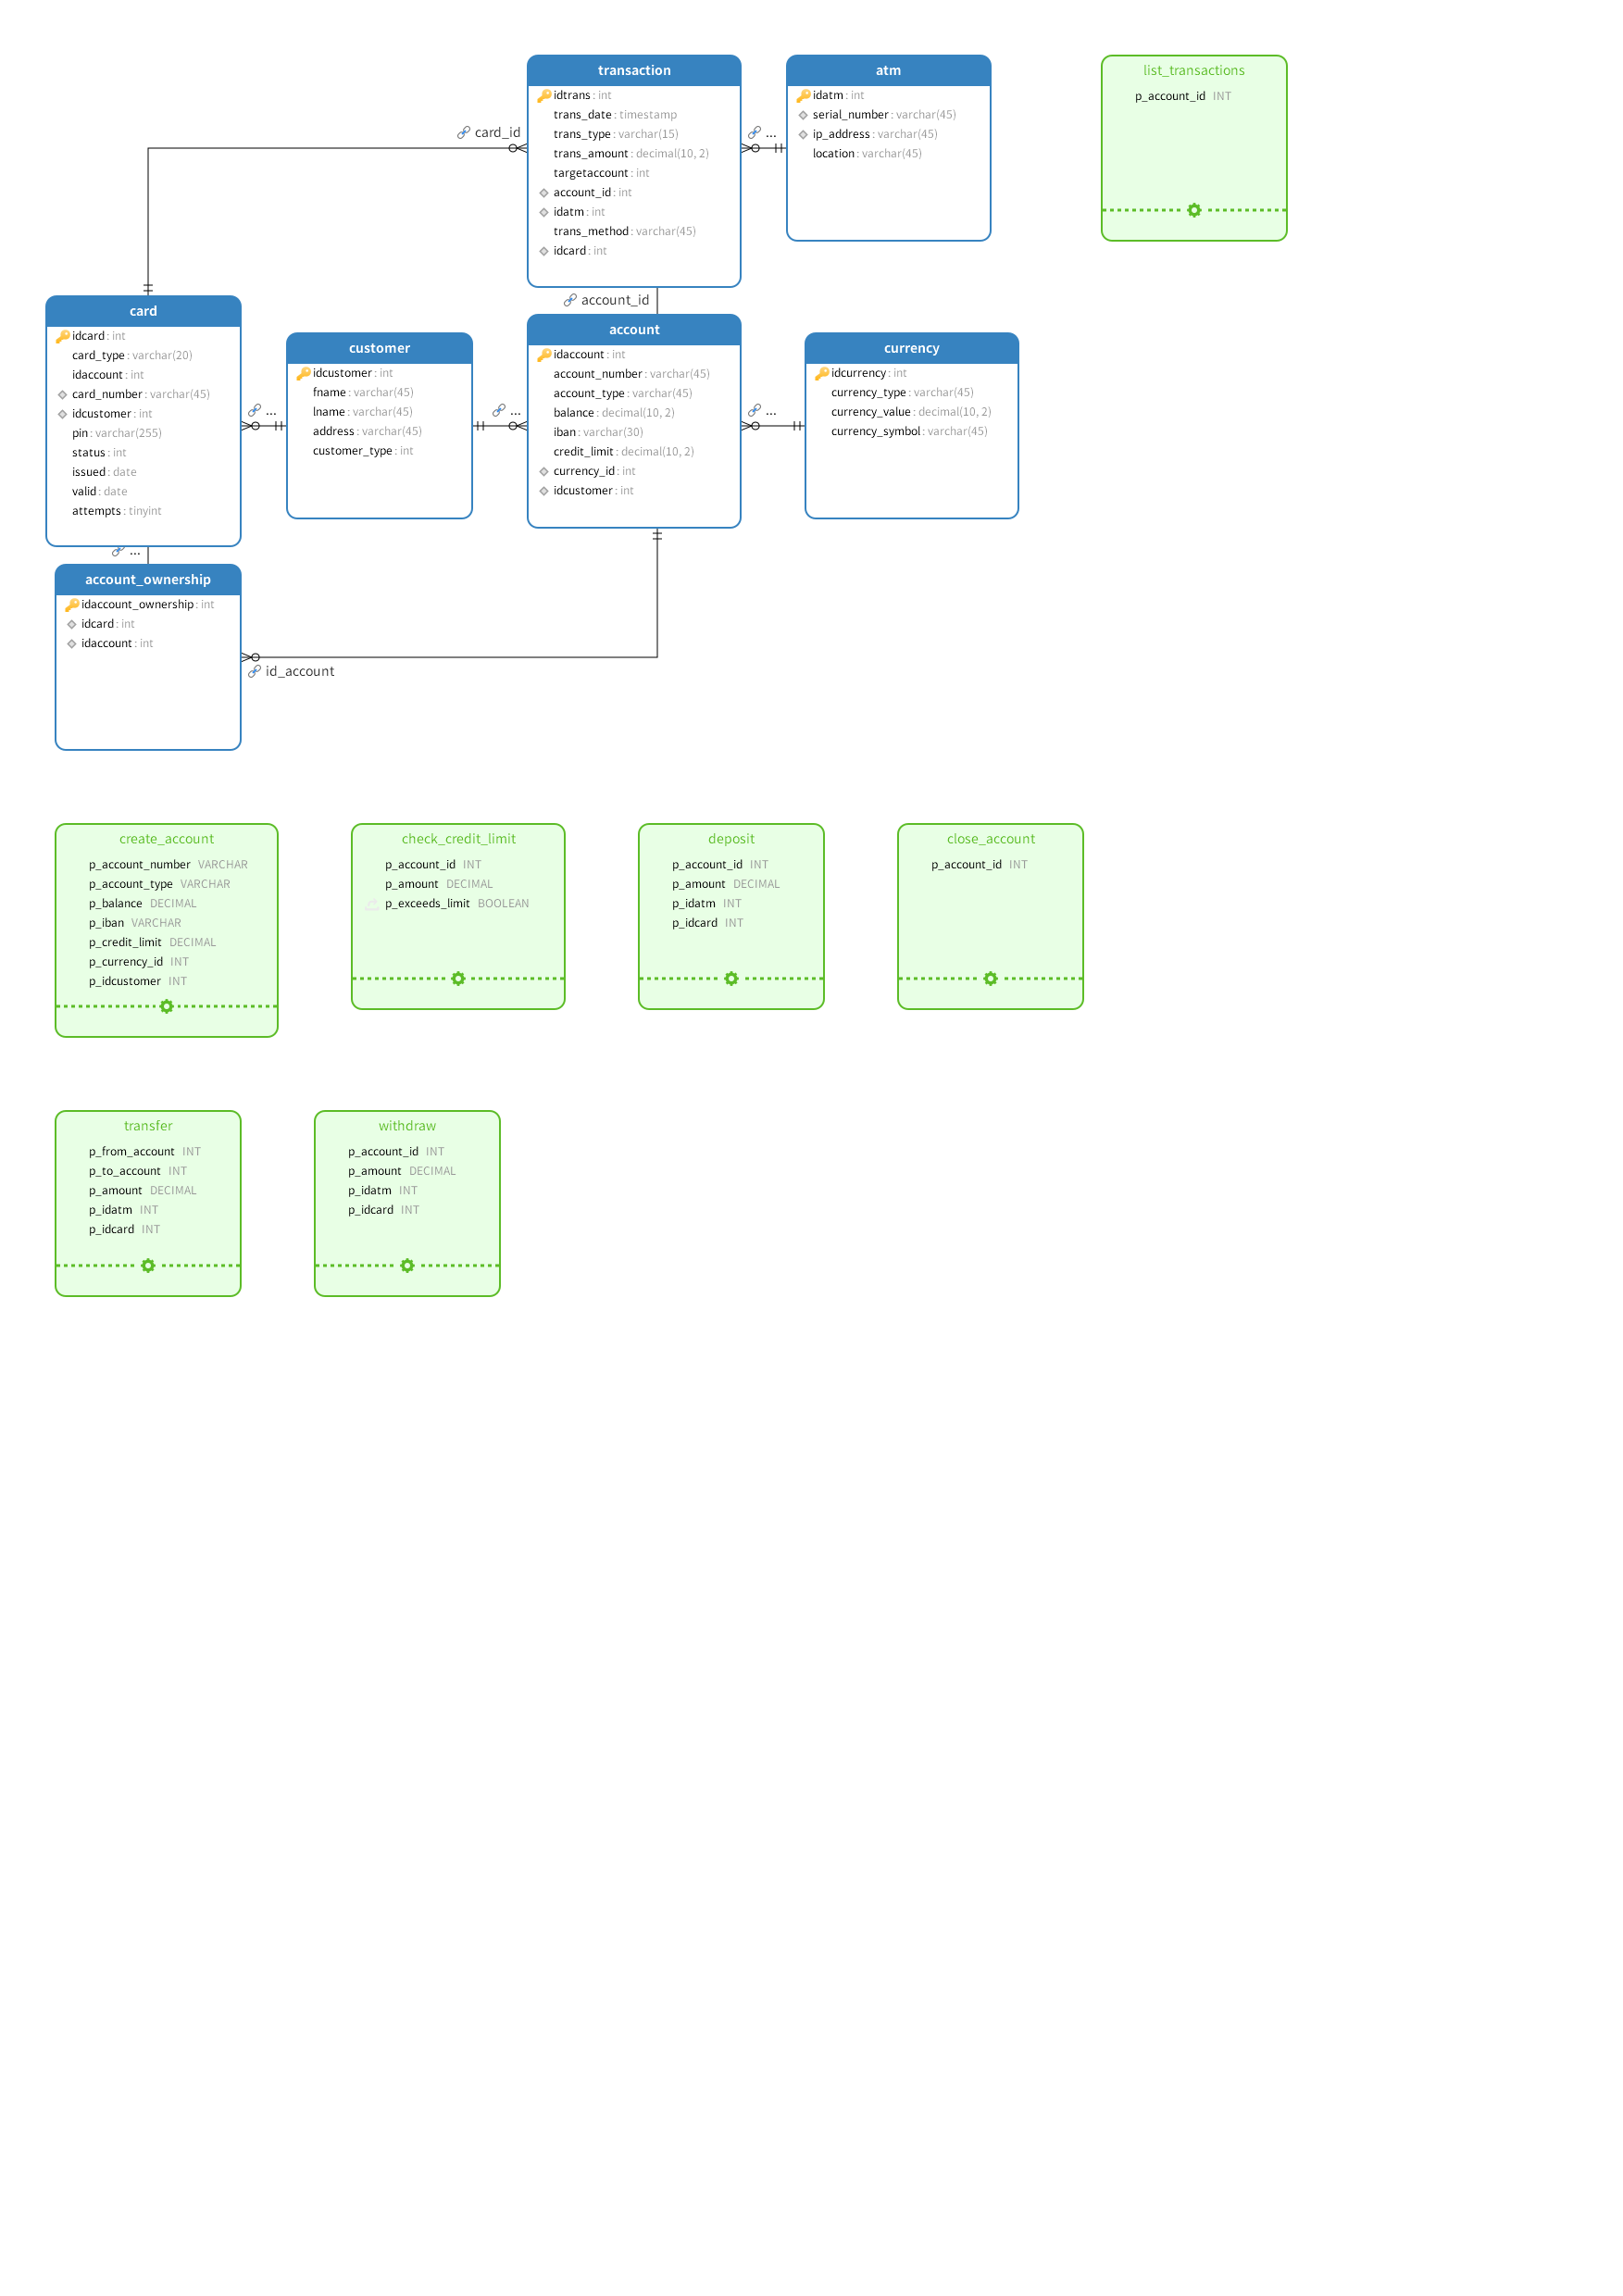 transaction
idtrans : int
trans_date : timestamp
trans_type : varchar(15)
trans_amount : decimal(10, 2)
targetaccount : int
account_id : int
idatm : int
trans_method : varchar(45)
idcard : int
atm
idatm : int
serial_number : varchar(45)
ip_address : varchar(45)
location : varchar(45)
list_transactions
p_account_id INT
card_id
...
account_id
card
idcard : int
card_type : varchar(20)
idaccount : int
card_number : varchar(45)
idcustomer : int
pin : varchar(255)
status : int
issued : date
valid : date
attempts : tinyint
...
customer
idcustomer : int
fname : varchar(45)
lname : varchar(45)
address : varchar(45)
customer_type : int
...
account
idaccount : int
account_number : varchar(45)
account_type : varchar(45)
balance : decimal(10, 2)
iban : varchar(30)
credit_limit : decimal(10, 2)
currency_id : int
idcustomer : int
...
currency
idcurrency : int
currency_type : varchar(45)
currency_value : decimal(10, 2)
currency_symbol : varchar(45)
...
account_ownership
idaccount_ownership : int
idcard : int
idaccount : int
id_account
create_account
p_account_number VARCHAR
p_account_type VARCHAR
p_balance DECIMAL
p_iban VARCHAR
p_credit_limit DECIMAL
p_currency_id INT
p_idcustomer INT
check_credit_limit
p_account_id INT
p_amount DECIMAL
p_exceeds_limit BOOLEAN
deposit
p_account_id INT
p_amount DECIMAL
p_idatm INT
p_idcard INT
close_account
p_account_id INT
transfer
p_from_account INT
p_to_account INT
p_amount DECIMAL
p_idatm INT
p_idcard INT
withdraw
p_account_id INT
p_amount DECIMAL
p_idatm INT
p_idcard INT